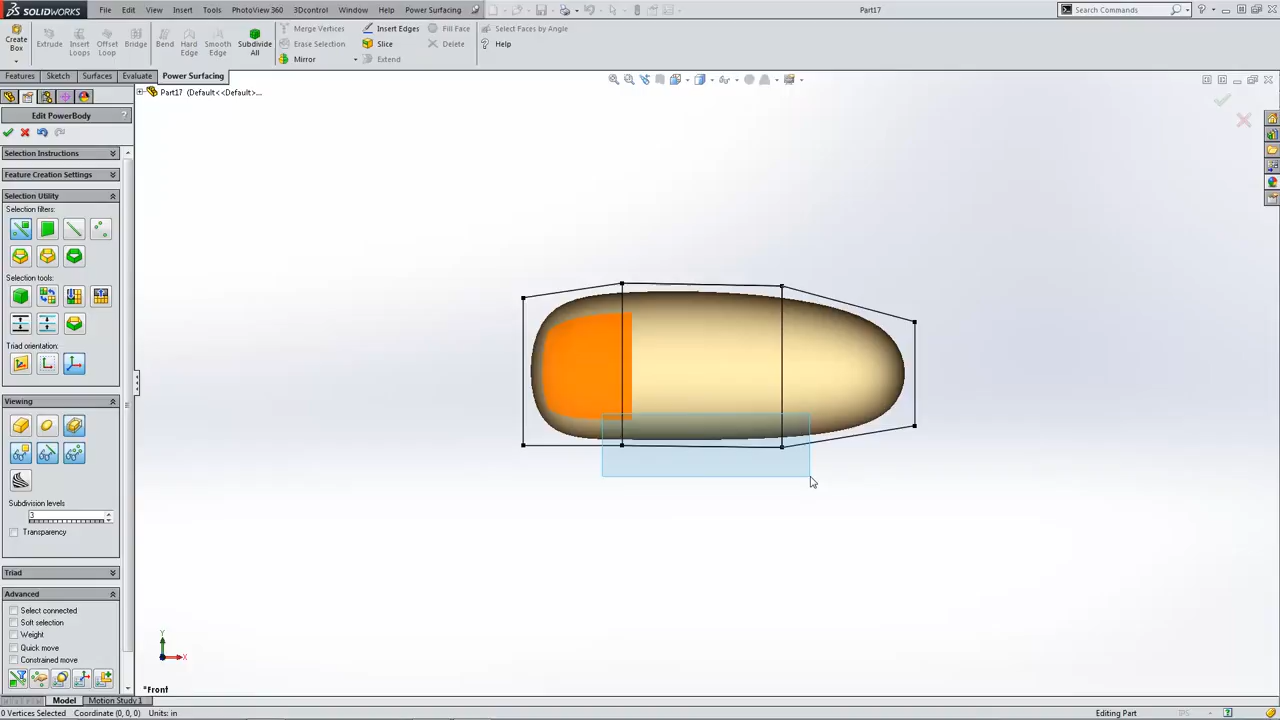 SOLIDWORKS File Edit View Insert Tools PhotoView 360 3Dcontrol Window Help Power Surfacing Part17 Search Commands
Create Box
Extrude
Insert Loops
Offset Loop
Bridge
Bend
Hard Edge
Smooth Edge
Subdivide All
Merge Vertices Insert Edges Fill Face Select Faces by Angle
Erase Selection Slice Delete Help
Mirror Extend
Features Sketch Surfaces Evaluate Power Surfacing
Part17 (Default<<Default>...
Edit PowerBody ?
Selection Instructions
Feature Creation Settings
Selection Utility
Selection filters:
Selection tools:
Triad orientation:
Viewing
Subdivision levels
3
Transparency
Triad
Advanced
Select connected
Soft selection
Weight
Quick move
Constrained move
Y
X
*Front
Model Motion Study 1
0 Vertices Selected Coordinate (0, 0, 0) Units: in Editing Part IPS ?